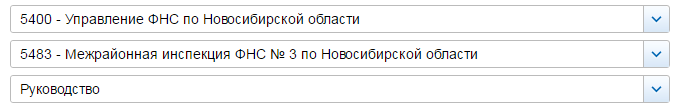 5400 - Управление ФНС по Новосибирской области
5483 - Межрайонная инспекция ФНС № 3 по Новосибирской области
Руководство